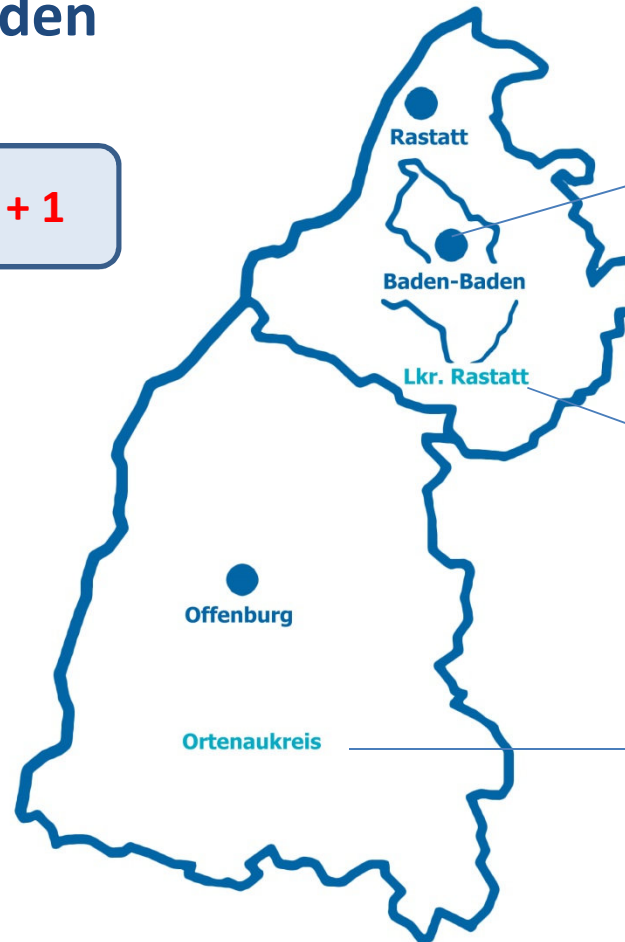 den
+ 1
Rastatt
Baden-Baden
Lkr. Rastatt
Offenburg
Ortenaukreis